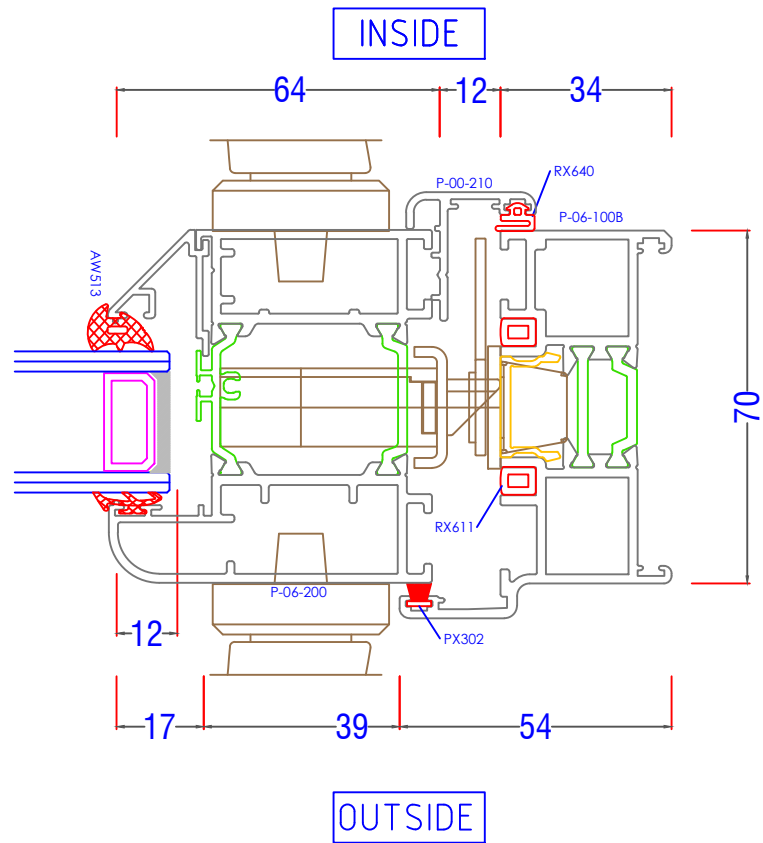 INSIDE
64
12
34
P-00-210
RX640
P-06-100B
AW513
70
RX611
P-06-200
PX302
12
17
39
54
OUTSIDE